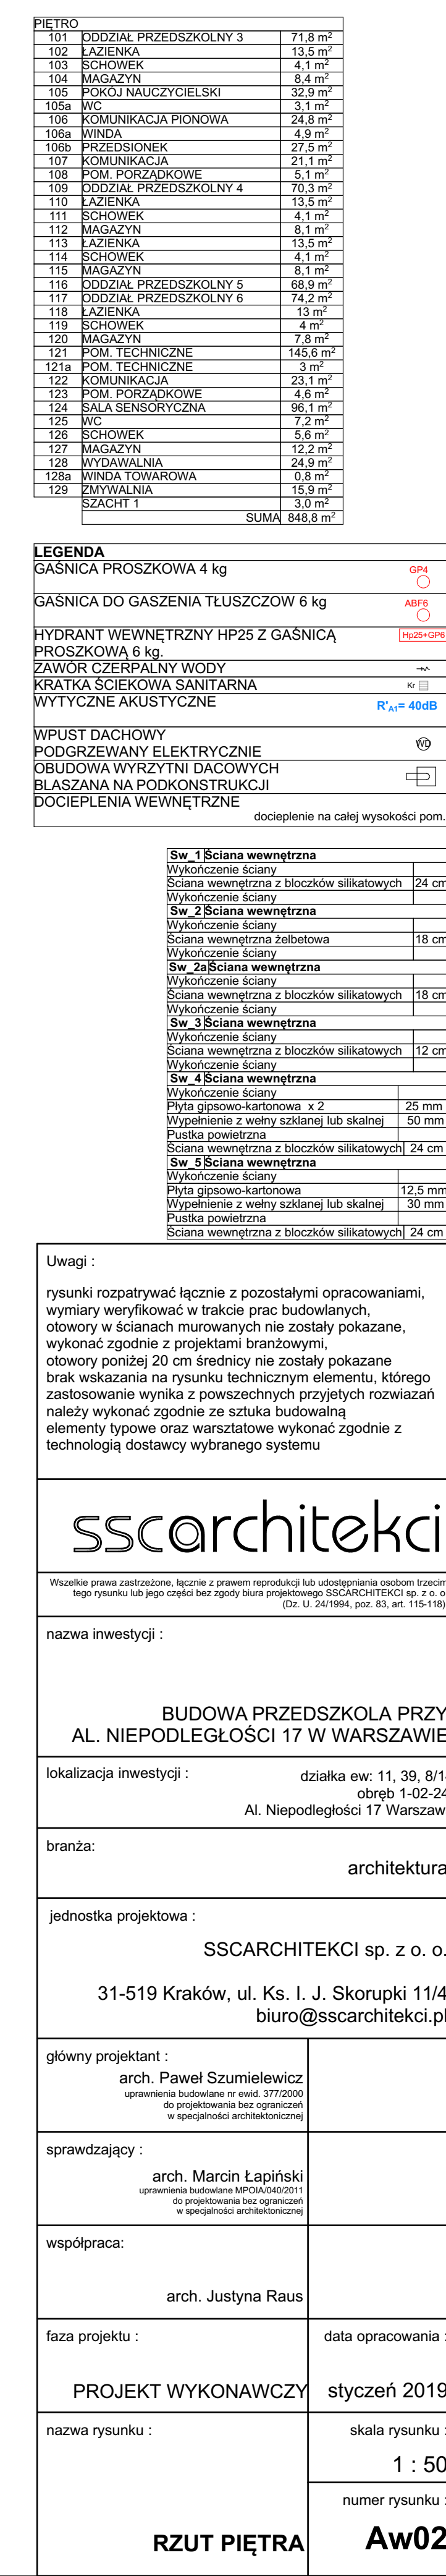 PIĘTRO
101 ODDZIAŁ PRZEDSZKOLNY 3 71,8 m²
102 ŁAZIENKA 13,5 m²
103 SCHOWEK 4,1 m²
104 MAGAZYN 8,4 m²
105 POKÓJ NAUCZYCIELSKI 32,9 m²
105a WC 3,1 m²
106 KOMUNIKACJA PIONOWA 24,8 m²
106a WINDA 4,9 m²
106b PRZEDSIONEK 27,5 m²
107 KOMUNIKACJA 21,1 m²
108 POM. PORZĄDKOWE 5,1 m²
109 ODDZIAŁ PRZEDSZKOLNY 4 70,3 m²
110 ŁAZIENKA 13,5 m²
111 SCHOWEK 4,1 m²
112 MAGAZYN 8,1 m²
113 ŁAZIENKA 13,5 m²
114 SCHOWEK 4,1 m²
115 MAGAZYN 8,1 m²
116 ODDZIAŁ PRZEDSZKOLNY 5 68,9 m²
117 ODDZIAŁ PRZEDSZKOLNY 6 74,2 m²
118 ŁAZIENKA 13 m²
119 SCHOWEK 4 m²
120 MAGAZYN 7,8 m²
121 POM. TECHNICZNE 145,6 m²
121a POM. TECHNICZNE 3 m²
122 KOMUNIKACJA 23,1 m²
123 POM. PORZĄDKOWE 4,6 m²
124 SALA SENSORYCZNA 96,1 m²
125 WC 7,2 m²
126 SCHOWEK 5,6 m²
127 MAGAZYN 12,2 m²
128 WYDAWALNIA 24,9 m²
128a WINDA TOWAROWA 0,8 m²
129 ZMYWALNIA 15,9 m²
SZACHT 1 3,0 m²
SUMA 848,8 m²
LEGENDA
GAŚNICA PROSZKOWA 4 kg GP4
GAŚNICA DO GASZENIA TŁUSZCZOW 6 kg ABF6
HYDRANT WEWNĘTRZNY HP25 Z GAŚNICĄ Hp25+GP6
PROSZKOWĄ 6 kg.
ZAWÓR CZERPALNY WODY
KRATKA ŚCIEKOWA SANITARNA Kr
WYTYCZNE AKUSTYCZNE R'A1= 40dB
WPUST DACHOWY WD
PODGRZEWANY ELEKTRYCZNIE
OBUDOWA WYRZYTNI DACOWYCH
BLASZANA NA PODKONSTRUKCJI
DOCIEPLENIA WEWNĘTRZNE
docieplenie na całej wysokości pom.
Sw_1 Ściana wewnętrzna
Wykończenie ściany
Ściana wewnętrzna z bloczków silikatowych 24 cm
Wykończenie ściany
Sw_2 Ściana wewnętrzna
Wykończenie ściany
Ściana wewnętrzna żelbetowa 18 cm
Wykończenie ściany
Sw_2a Ściana wewnętrzna
Wykończenie ściany
Ściana wewnętrzna z bloczków silikatowych 18 cm
Wykończenie ściany
Sw_3 Ściana wewnętrzna
Wykończenie ściany
Ściana wewnętrzna z bloczków silikatowych 12 cm
Wykończenie ściany
Sw_4 Ściana wewnętrzna
Wykończenie ściany
Płyta gipsowo-kartonowa x 2 25 mm
Wypełnienie z wełny szklanej lub skalnej 50 mm
Pustka powietrzna
Ściana wewnętrzna z bloczków silikatowych 24 cm
Sw_5 Ściana wewnętrzna
Wykończenie ściany
Płyta gipsowo-kartonowa 12,5 mm
Wypełnienie z wełny szklanej lub skalnej 30 mm
Pustka powietrzna
Ściana wewnętrzna z bloczków silikatowych 24 cm
Uwagi :
rysunki rozpatrywać łącznie z pozostałymi opracowaniami,
wymiary weryfikować w trakcie prac budowlanych,
otowory w ścianach murowanych nie zostały pokazane,
wykonać zgodnie z projektami branżowymi,
otowory poniżej 20 cm średnicy nie zostały pokazane
brak wskazania na rysunku technicznym elementu, którego
zastosowanie wynika z powszechnych przyjetych rozwiazań
należy wykonać zgodnie ze sztuka budowalną
elementy typowe oraz warsztatowe wykonać zgodnie z
technologią dostawcy wybranego systemu
sscarchitekci
Wszelkie prawa zastrzeżone, łącznie z prawem reprodukcji lub udostępniania osobom trzecim
tego rysunku lub jego części bez zgody biura projektowego SSCARCHITEKCI sp. z o. o
(Dz. U. 24/1994, poz. 83, art. 115-118)
nazwa inwestycji :
BUDOWA PRZEDSZKOLA PRZY
AL. NIEPODLEGŁOŚCI 17 W WARSZAWIE
lokalizacja inwestycji :
działka ew: 11, 39, 8/1
obręb 1-02-24
Al. Niepodległości 17 Warszaw
branża:
architektura
jednostka projektowa :
SSCARCHITEKCI sp. z o. o.
31-519 Kraków, ul. Ks. I. J. Skorupki 11/4
biuro@sscarchitekci.pl
główny projektant :
arch. Paweł Szumielewicz
uprawnienia budowlane nr ewid. 377/2000
do projektowania bez ograniczeń
w specjalności architektonicznej
sprawdzający :
arch. Marcin Łapiński
uprawnienia budowlane MPOIA/040/2011
do projektowania bez ograniczeń
w specjalności architektonicznej
współpraca:
arch. Justyna Raus
faza projektu :
PROJEKT WYKONAWCZY
data opracowania :
styczeń 2019
nazwa rysunku :
RZUT PIĘTRA
skala rysunku :
1 : 50
numer rysunku :
Aw02